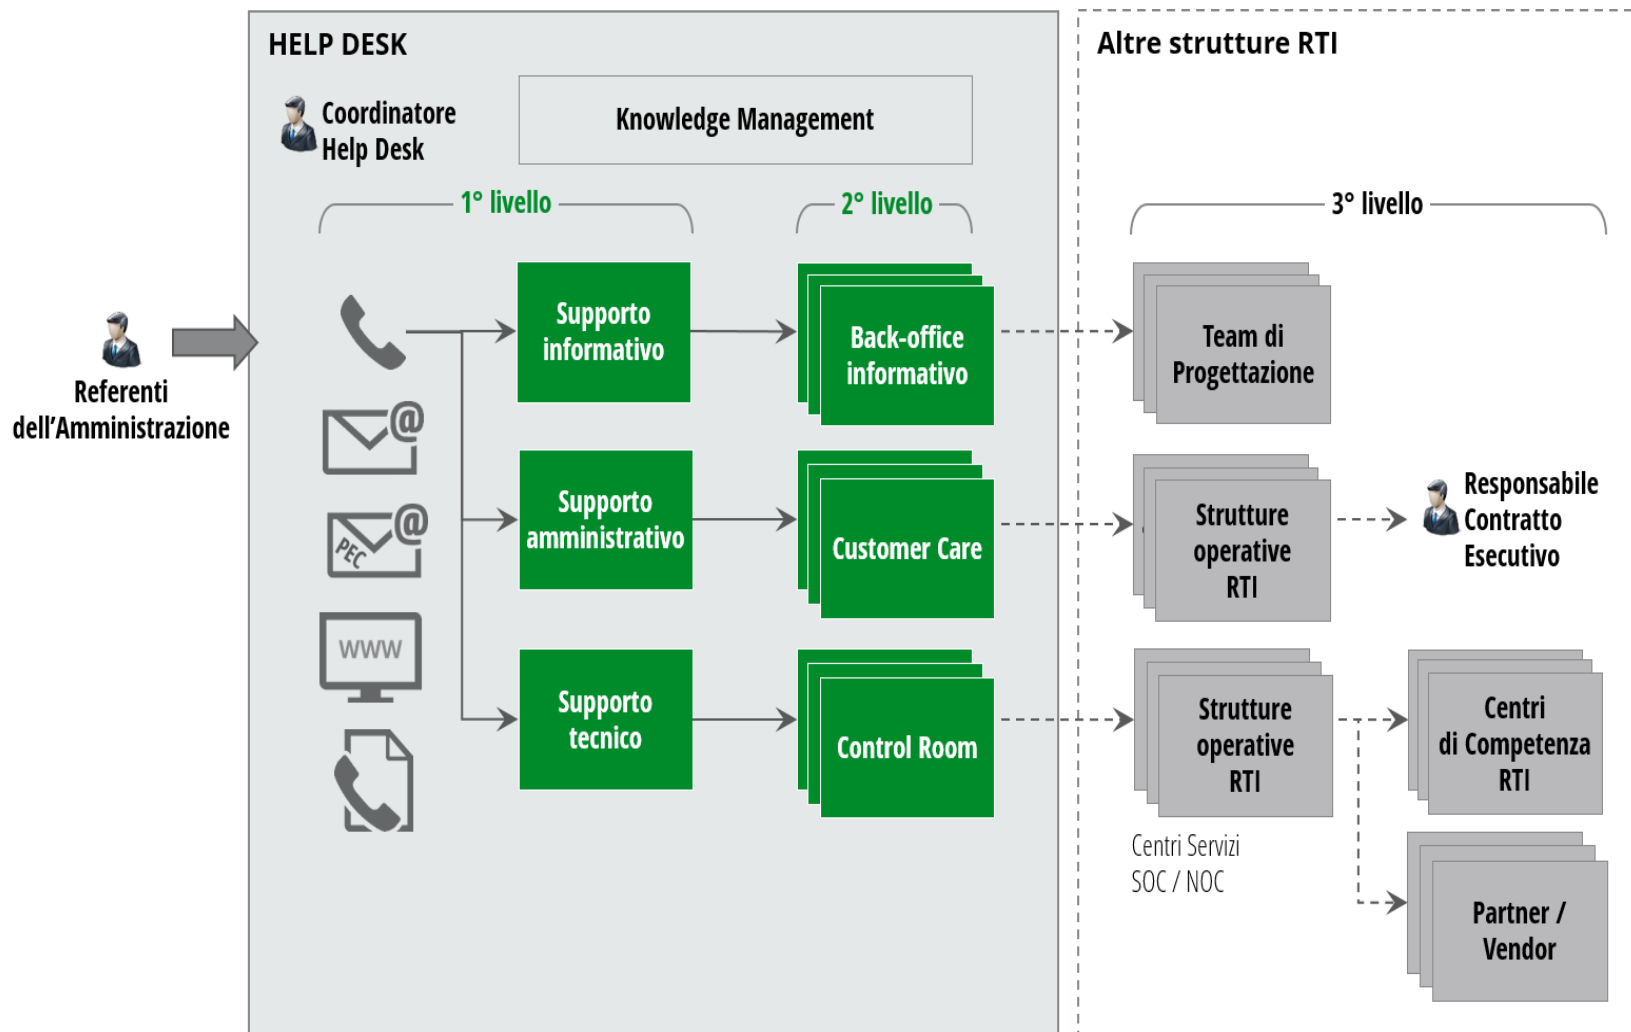 HELP DESK
Altre strutture RTI
Coordinatore
Help Desk
Knowledge Management
1° livello
2° livello
3° livello
Referenti
dell’Amministrazione
@
@
PEC
WWW
Supporto
informativo
Back-office
informativo
Team di
Progettazione
Supporto
amministrativo
Customer Care
Strutture
operative
RTI
Responsabile
Contratto
Esecutivo
Supporto
tecnico
Control Room
Strutture
operative
RTI
Centri
di Competenza
RTI
Centri Servizi
SOC / NOC
Partner /
Vendor